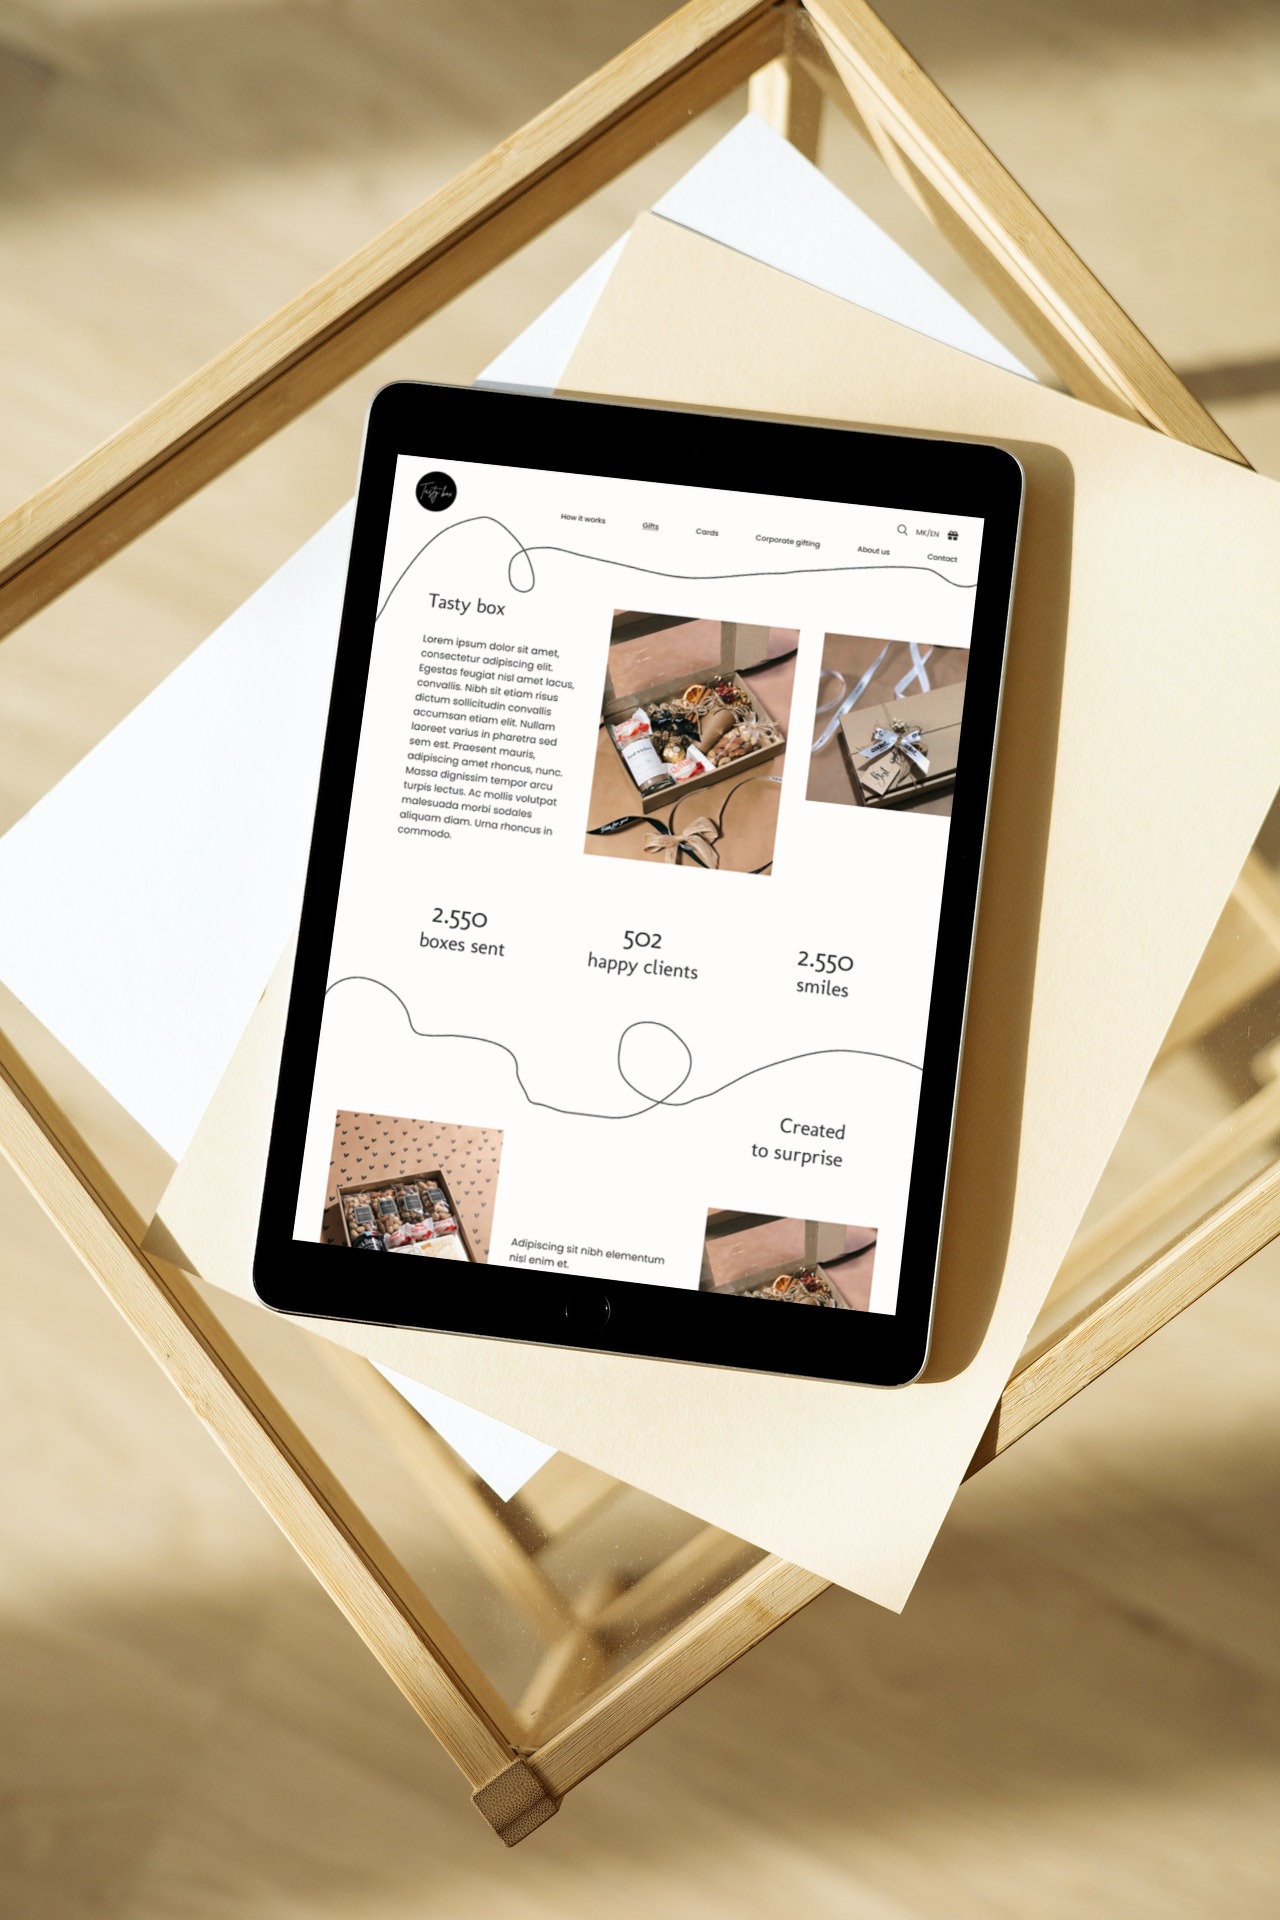 Tasty box
How it works
Gifts
Cards
Corporate gifting
About us
Contact
MK/EN
Tasty box
Lorem ipsum dolor sit amet,
consectetur adipiscing elit.
Egestas feugiat nisl amet lacus,
convallis. Nibh sit etiam risus
dictum sollicitudin convallis
accumsan etiam elit. Nullam
laoreet varius in pharetra sed
sem est. Praesent mauris,
adipiscing amet rhoncus, nunc.
Massa dignissim tempor arcu
turpis lectus. Ac mollis volutpat
malesuada morbi sodales
aliquam diam. Urna rhoncus in
commodo.
2.550
boxes sent
502
happy clients
2.550
smiles
Created
to surprise
Adipiscing sit nibh elementum
nisl enim et.